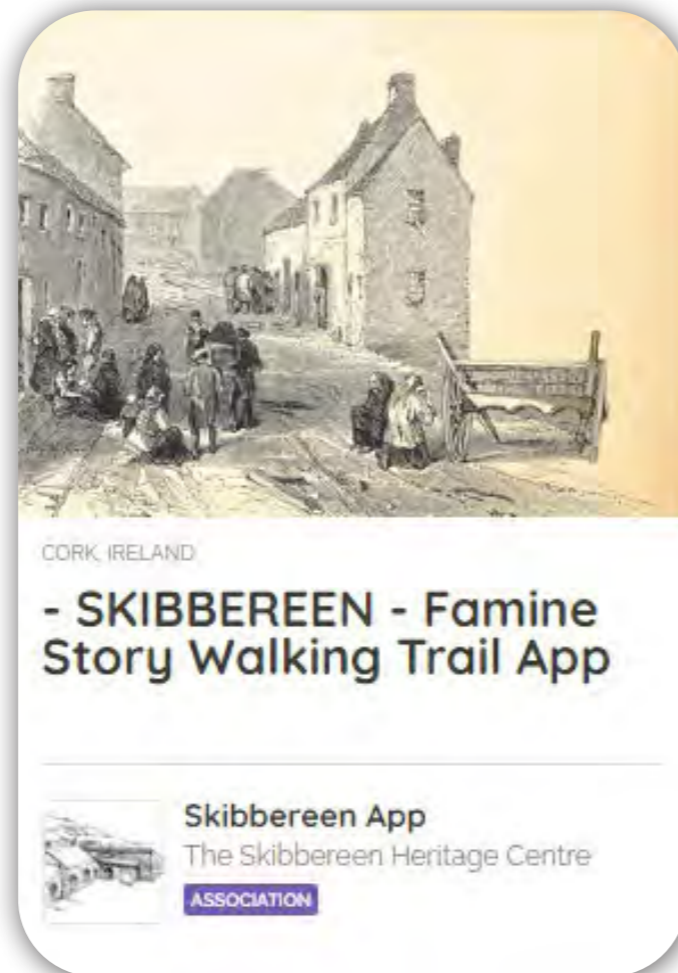 CORK, IRELAND
- SKIBBEREEN - Famine
Story Walking Trail App
Skibbereen App
The Skibbereen Heritage Centre
ASSOCIATION